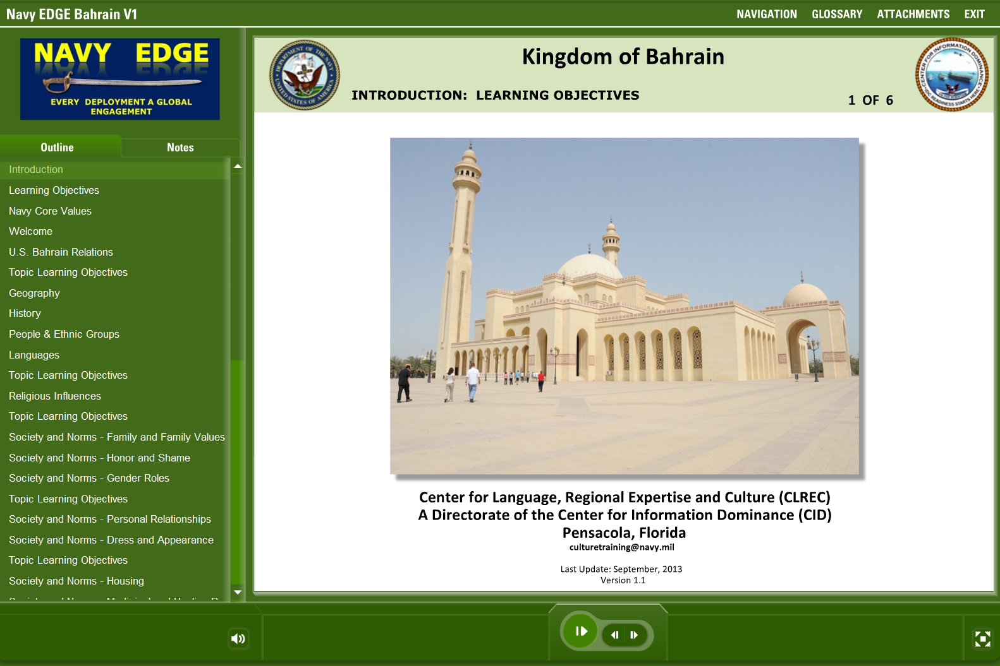 Navy EDGE Bahrain V1
NAVIGATION GLOSSARY ATTACHMENTS EXIT
NAVY EDGE
EVERY DEPLOYMENT A GLOBAL
ENGAGEMENT
Outline Notes
Introduction
Learning Objectives
Navy Core Values
Welcome
U.S. Bahrain Relations
Topic Learning Objectives
Geography
History
People & Ethnic Groups
Languages
Topic Learning Objectives
Religious Influences
Topic Learning Objectives
Society and Norms - Family and Family Values
Society and Norms - Honor and Shame
Society and Norms - Gender Roles
Topic Learning Objectives
Society and Norms - Personal Relationships
Society and Norms - Dress and Appearance
Topic Learning Objectives
Society and Norms - Housing
DEPARTMENT OF THE NAVY
UNITED STATES OF AMERICA
Kingdom of Bahrain
INTRODUCTION: LEARNING OBJECTIVES
1 OF 6
CENTER FOR INFORMATION DOMINANCE
READINESS STARTS HERE
Center for Language, Regional Expertise and Culture (CLREC)
A Directorate of the Center for Information Dominance (CID)
Pensacola, Florida
culturetraining@navy.mil
Last Update: September, 2013
Version 1.1